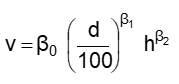 v = β₀ (d/100)^β₁ h^β₂